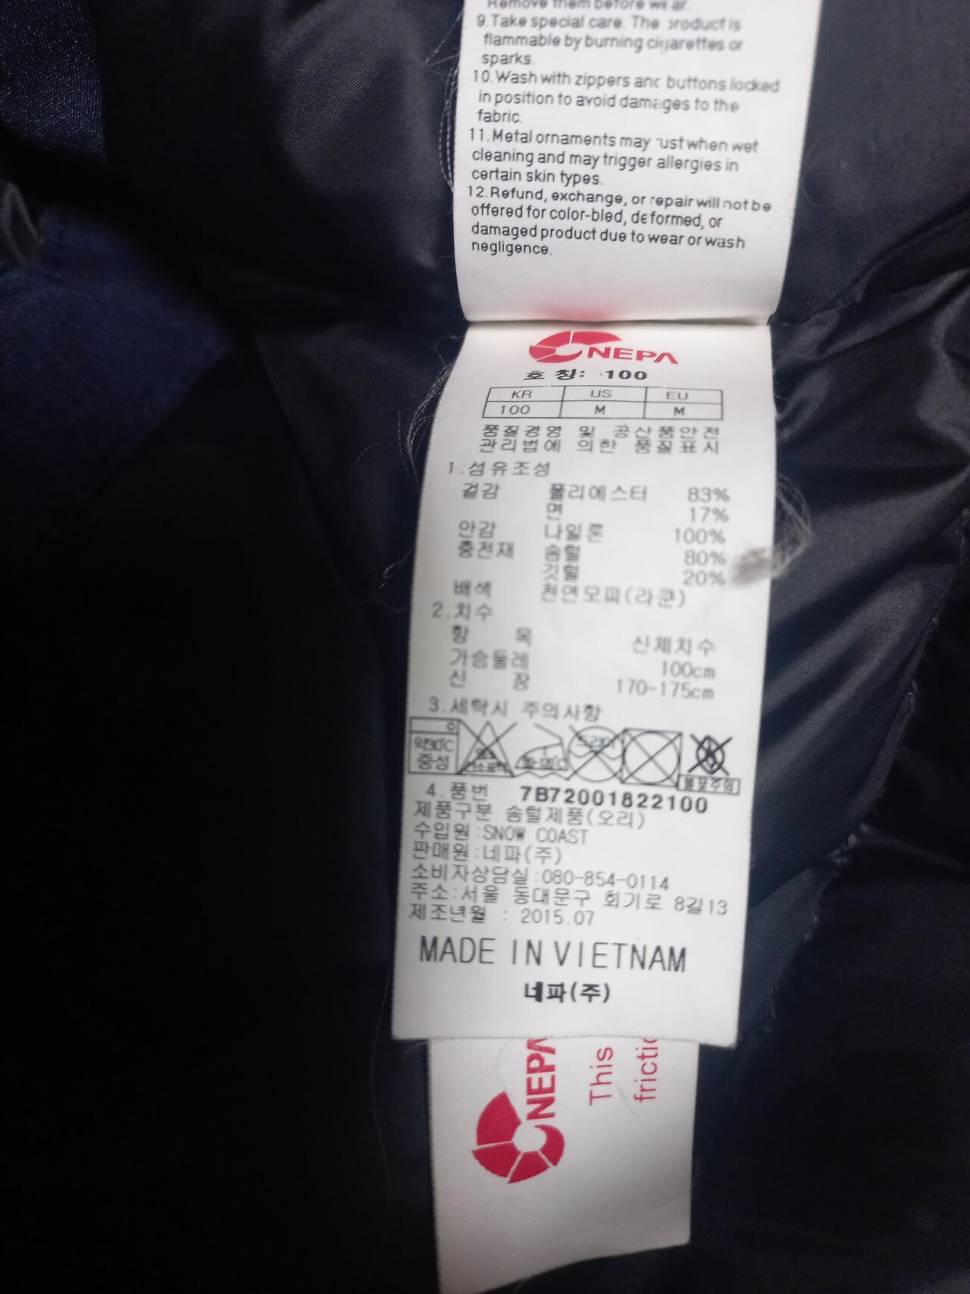 Remove them before wear.
9.Take special care. The product is
flammable by burning cigarettes or
sparks.
10.Wash with zippers and buttons locked
in position to avoid damages to the
fabric.
11.Metal ornaments may rust when wet
cleaning and may trigger allergies in
certain skin types.
12.Refund, exchange, or repair will not be
offered for color-bled, deformed, or
damaged product due to wear or wash
negligence.
NEPA
호 칭: 100
KR US EU
100 M M
품질경영 및 공산품안전
관리법에 의한 품질표시
1.섬유조성
겉감 폴리에스터 83%
면 17%
안감 나일론 100%
충전재 솜털 80%
깃털 20%
배색 천연모피(라쿤)
2.치수
항 목 신체치수
가슴둘레 100cm
신 장 170-175cm
3.세탁시 주의사항
약30℃
중성
드라이
4.품번 7B72001822100
제품구분 솜털제품(오리)
수입원:SNOW COAST
판매원:네파(주)
소비자상담실:080-854-0114
주소:서울 동대문구 회기로 8길13
제조년월 : 2015.07
MADE IN VIETNAM
네파(주)
NEPA
This
frictio